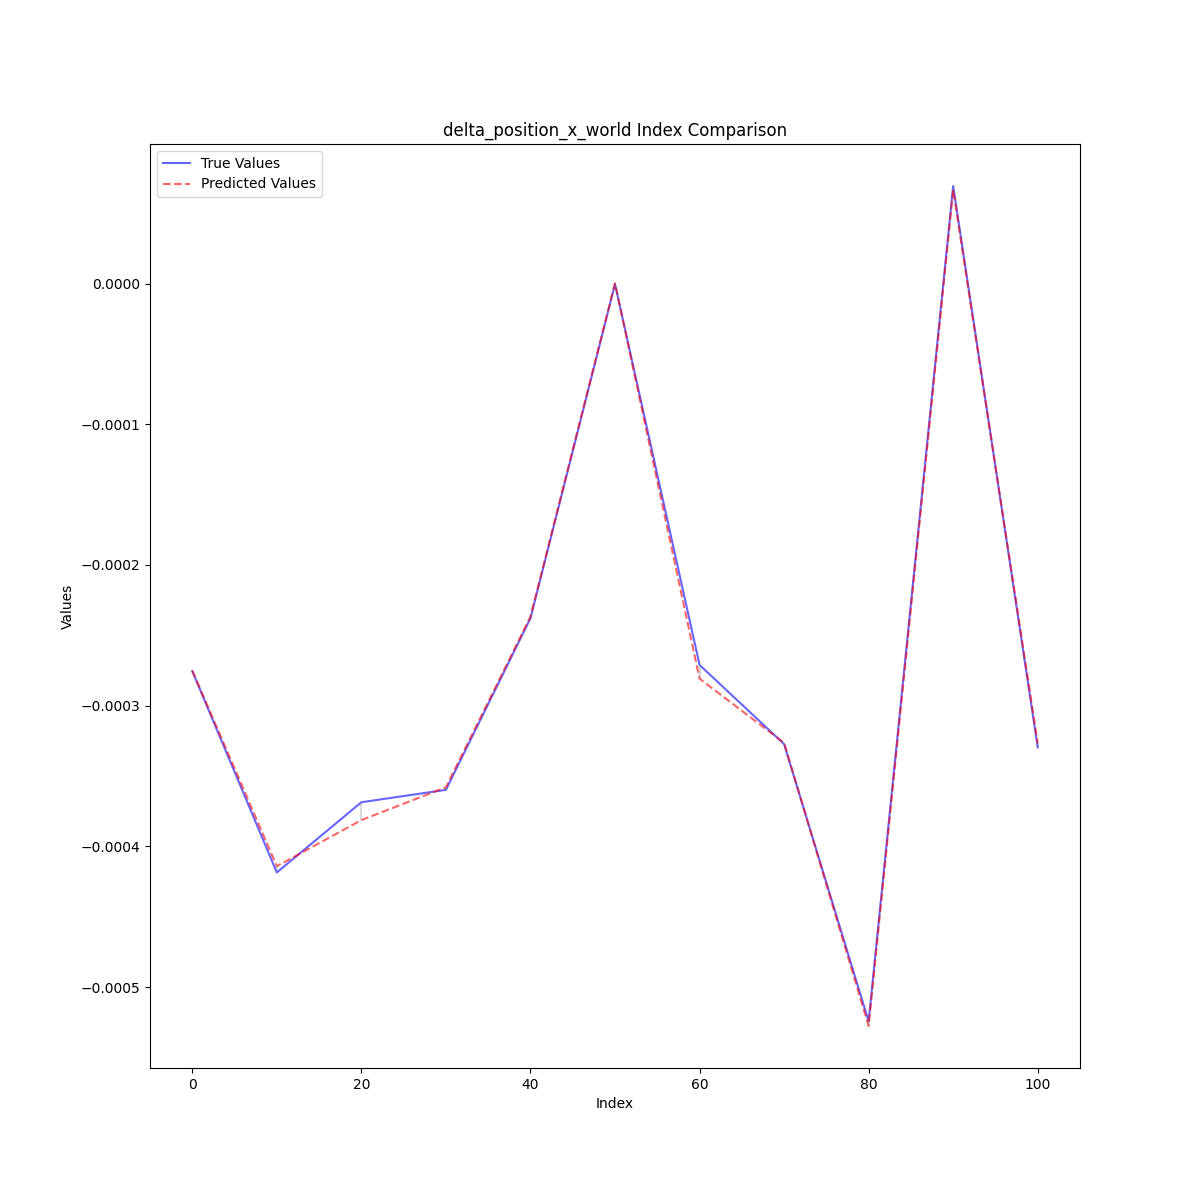 delta_position_x_world Index Comparison
True Values
Predicted Values
0.0000
−0.0001
−0.0002
−0.0003
−0.0004
−0.0005
Values
0 20 40 60 80 100
Index